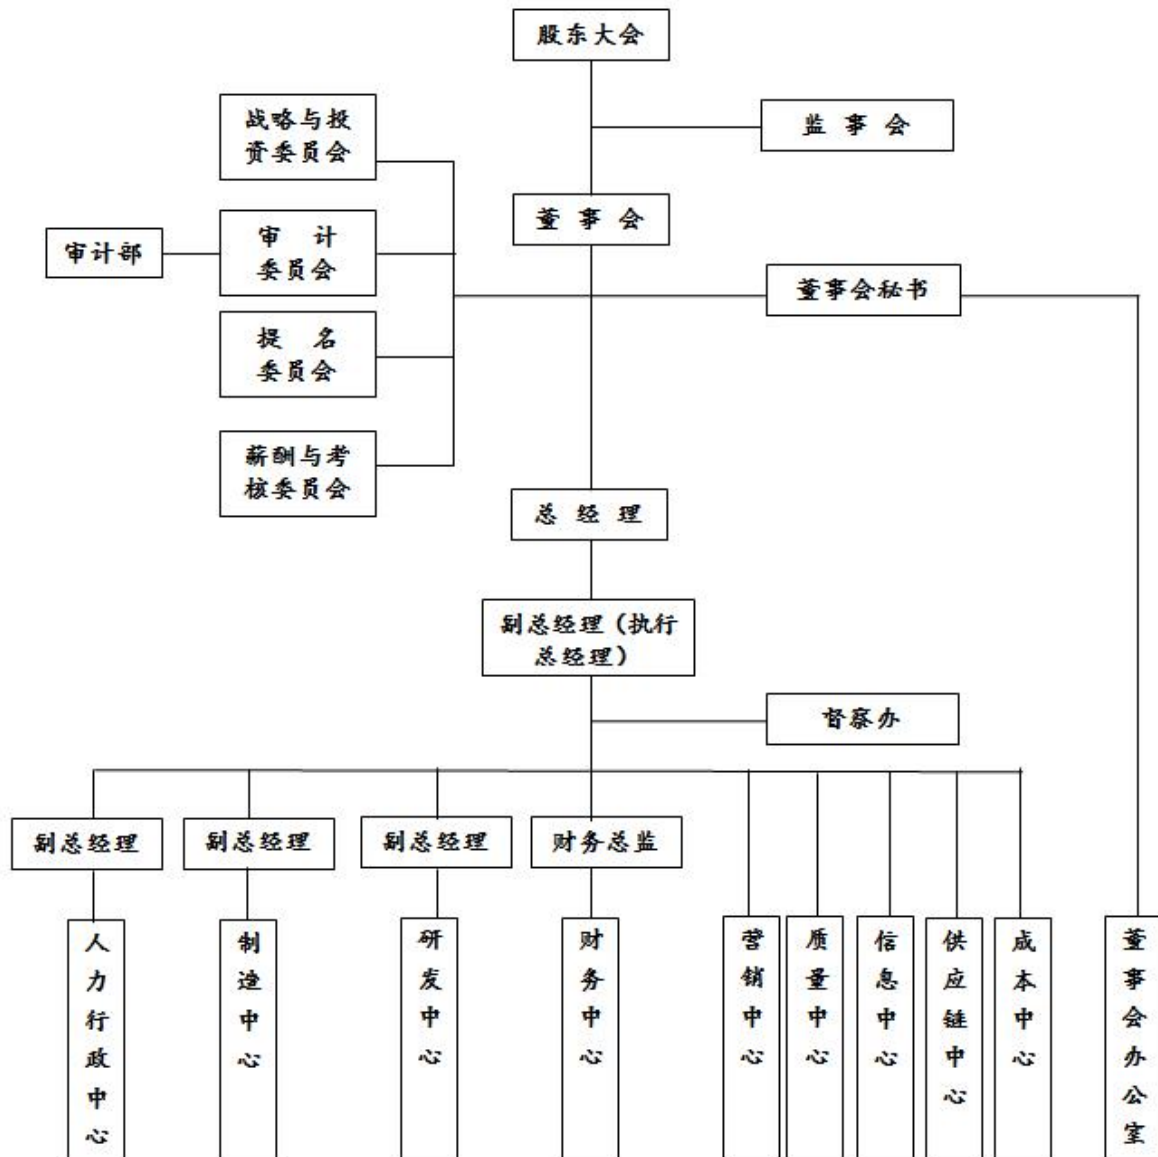 股东大会
监 事 会
战略与投
资委员会
董 事 会
审 计
委员会
审计部
董事会秘书
提 名
委员会
薪酬与考
核委员会
总 经 理
副总经理（执行
总经理）
督察办
副总经理
副总经理
副总经理
财务总监
人力行政中心
制造中心
研发中心
财务中心
营销中心
质量中心
信息中心
供应链中心
成本中心
董事会办公室